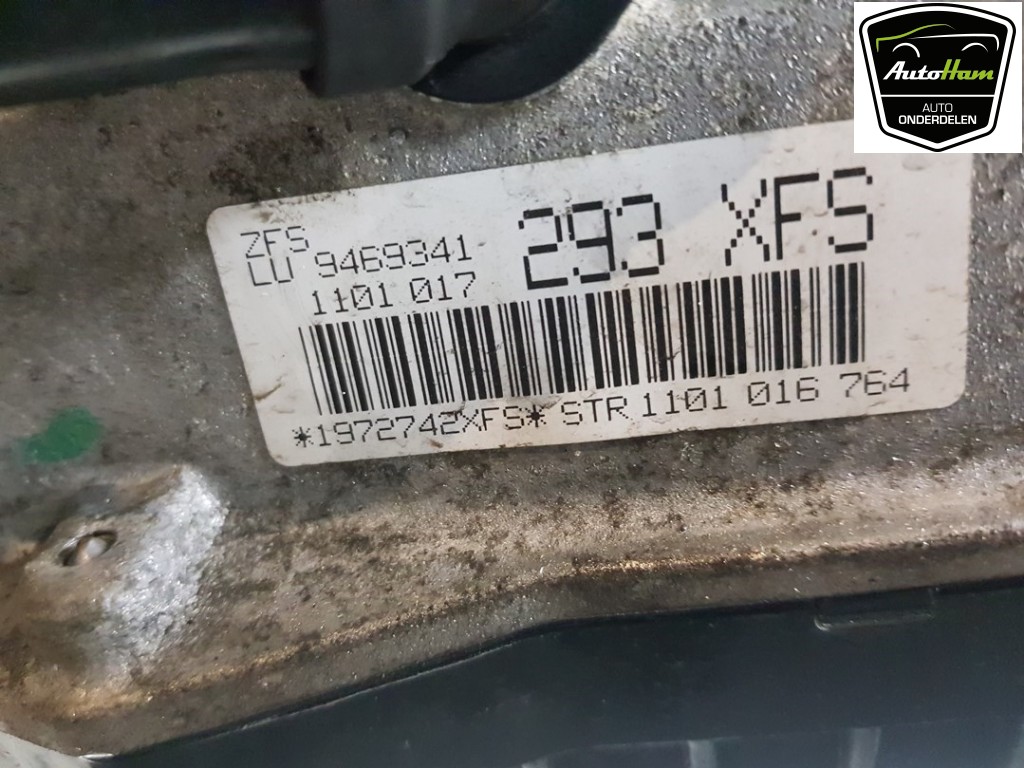 AutoHam
AUTO
ONDERDELEN
ZFS
LU 9469341
293 XFS
1101 017
*1972742XFS* STR 1101 016 764